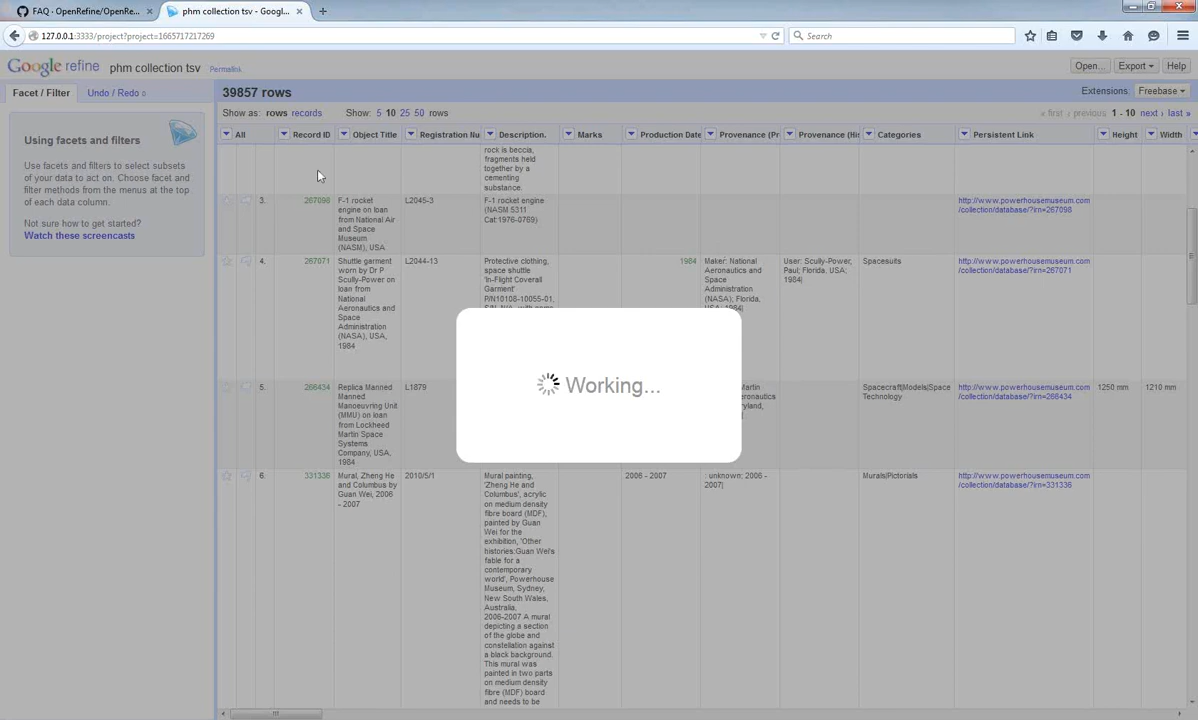 FAQ · OpenRefine/OpenRe... × phm collection tsv - Googl... × +
127.0.0.1:3333/project?project=1665717217269 Search
Google refine phm collection tsv Permalink Open... Export Help
Facet / Filter Undo / Redo 0 39857 rows Extensions: Freebase
Show as: rows records Show: 5 10 25 50 rows « first ‹ previous 1 - 10 next › last »
All Record ID Object Title Registration Nu Description. Marks Production Date Provenance (Pr Provenance (His Categories Persistent Link Height Width
Using facets and filters
Use facets and filters to select subsets
of your data to act on. Choose facet and
filter methods from the menus at the top
of each data column.
Not sure how to get started?
Watch these screencasts
rock is beccia,
fragments held
together by a
cementing
substance.
3. 267098
F-1 rocket
engine on loan
from National Air
and Space
Museum
(NASM), USA
L2045-3
F-1 rocket engine
(NASM 5311
Cat:1976-0769)
http://www.powerhousemuseum.com
/collection/database/?irn=267098
4. 267071
Shuttle garment
worn by Dr P
Scully-Power on
loan from
National
Aeronautics and
Space
Administration
(NASA), USA,
1984
L2044-13
Protective clothing,
space shuttle
'In-Flight Coverall
Garment'
P/N10108-10055-01,
1984
Maker: National
Aeronautics and
Space
Administration
(NASA); Florida,
User: Scully-Power,
Paul; Florida. USA;
1984|
Spacesuits
http://www.powerhousemuseum.com
/collection/database/?irn=267071
5. 266434
Replica Manned
Manned
Manoeuvring Unit
(MMU) on loan
from Lockheed
Martin Space
Systems
Company, USA,
1984
L1879
Martin
eronautics
ryland,
Spacecraft|Models|Space
Technology
http://www.powerhousemuseum.com
/collection/database/?irn=266434
1250 mm 1210 mm
Working...
6. 331336
Mural, Zheng He
and Columbus by
Guan Wei, 2006
- 2007
2010/5/1
Mural painting,
'Zheng He and
Columbus', acrylic
on medium density
fibre board (MDF),
painted by Guan
Wei for the
exhibition, 'Other
histories:Guan Wei's
fable for a
contemporary
world', Powerhouse
Museum, Sydney,
New South Wales,
Australia,
2006-2007 A mural
depicting a section
of the globe and
constellation against
a black background.
This mural was
painted in two parts
on medium density
fibre (MDF) board
and needs to be
2006 - 2007
: unknown: 2006 -
2007|
Murals|Pictorials
http://www.powerhousemuseum.com
/collection/database/?irn=331336